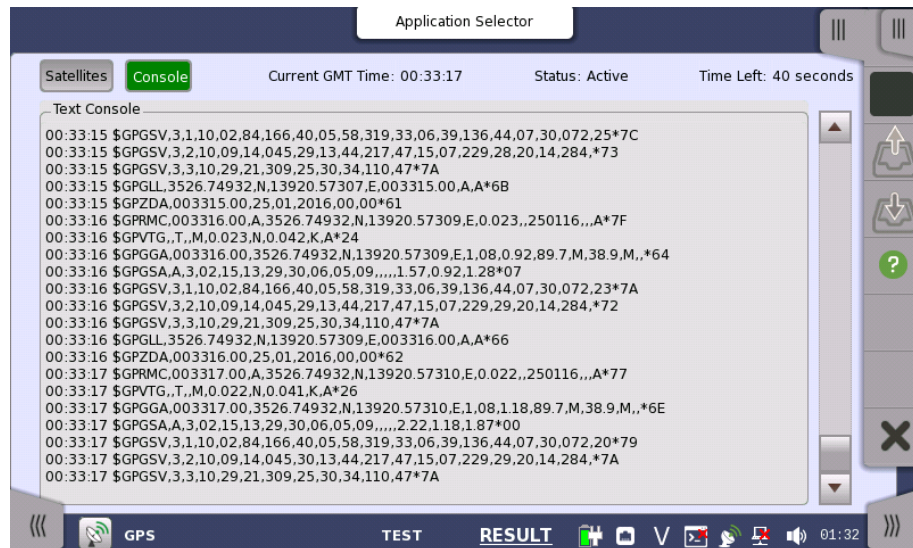 Application Selector
Satellites Console Current GMT Time: 00:33:17 Status: Active Time Left: 40 seconds
Text Console
00:33:15 $GPGSV,3,1,10,02,84,166,40,05,58,319,33,06,39,136,44,07,30,072,25*7C
00:33:15 $GPGSV,3,2,10,09,14,045,29,13,44,217,47,15,07,229,28,20,14,284,*73
00:33:15 $GPGSV,3,3,10,29,21,309,25,30,34,110,47*7A
00:33:15 $GPGLL,3526.74932,N,13920.57307,E,003315.00,A,A*6B
00:33:15 $GPZDA,003315.00,25,01,2016,00,00*61
00:33:16 $GPRMC,003316.00,A,3526.74932,N,13920.57309,E,0.023,,250116,,,A*7F
00:33:16 $GPVTG,,T,,M,0.023,N,0.042,K,A*24
00:33:16 $GPGGA,003316.00,3526.74932,N,13920.57309,E,1,08,0.92,89.7,M,38.9,M,,*64
00:33:16 $GPGSA,A,3,02,15,13,29,30,06,05,09,,,,,1.57,0.92,1.28*07
00:33:16 $GPGSV,3,1,10,02,84,166,40,05,58,319,33,06,39,136,44,07,30,072,23*7A
00:33:16 $GPGSV,3,2,10,09,14,045,29,13,44,217,47,15,07,229,29,20,14,284,*72
00:33:16 $GPGSV,3,3,10,29,21,309,25,30,34,110,47*7A
00:33:16 $GPGLL,3526.74932,N,13920.57309,E,003316.00,A,A*66
00:33:16 $GPZDA,003316.00,25,01,2016,00,00*62
00:33:17 $GPRMC,003317.00,A,3526.74932,N,13920.57310,E,0.022,,250116,,,A*77
00:33:17 $GPVTG,,T,,M,0.022,N,0.041,K,A*26
00:33:17 $GPGGA,003317.00,3526.74932,N,13920.57310,E,1,08,1.18,89.7,M,38.9,M,,*6E
00:33:17 $GPGSA,A,3,02,15,13,29,30,06,05,09,,,,,2.22,1.18,1.87*00
00:33:17 $GPGSV,3,1,10,02,84,166,40,05,58,319,33,06,39,136,44,07,30,072,20*79
00:33:17 $GPGSV,3,2,10,09,14,045,30,13,44,217,47,15,07,229,29,20,14,284,*7A
00:33:17 $GPGSV,3,3,10,29,21,309,25,30,34,110,47*7A
GPS TEST RESULT V 01:32